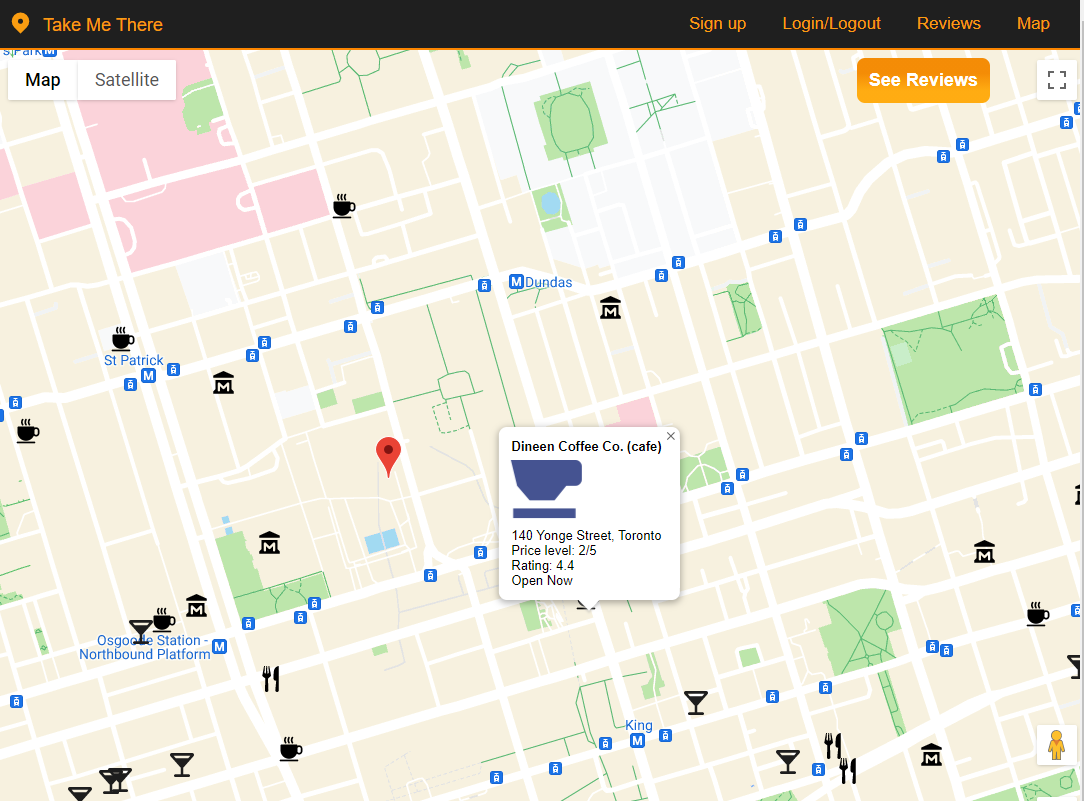 Take Me There
Sign up
Login/Logout
Reviews
Map
s.Park M
Map
Satellite
See Reviews
M Dundas
St Patrick
M
Dineen Coffee Co. (cafe)
140 Yonge Street, Toronto
Price level: 2/5
Rating: 4.4
Open Now
Osgoode Station -
Northbound Platform M
King
M